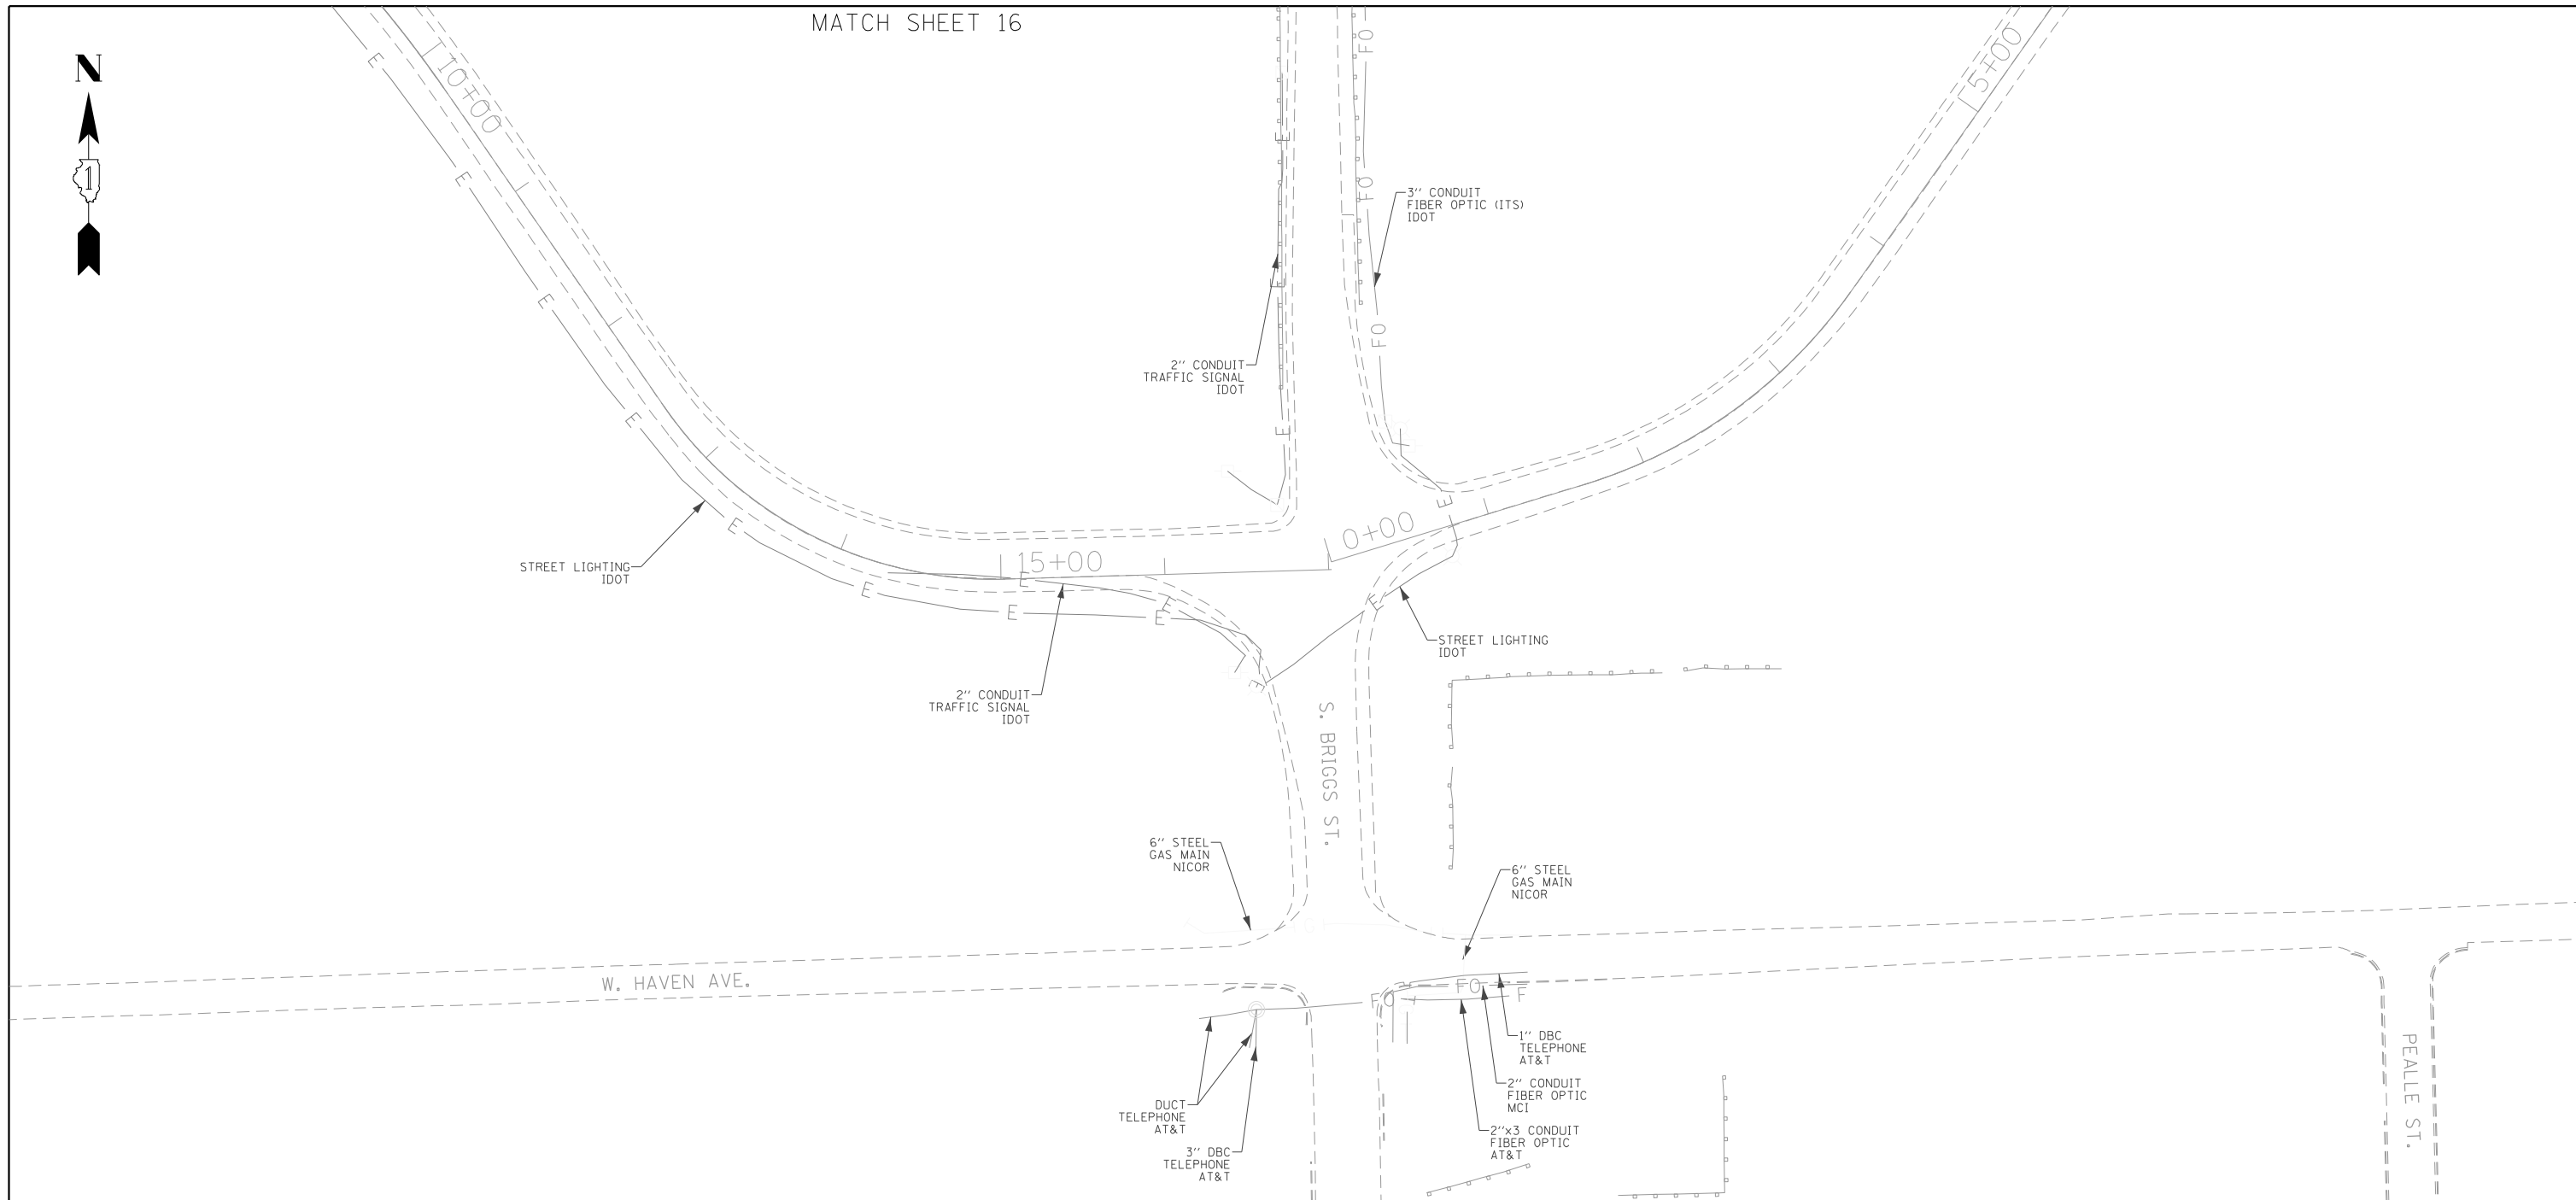 MATCH SHEET 16
N
1
10+00
FO
5+00
E
E
FO
3'' CONDUIT
FIBER OPTIC (ITS)
IDOT
E
E
E
FO
2'' CONDUIT
TRAFFIC SIGNAL
IDOT
E
E
E
E
0+00
STREET LIGHTING
IDOT
15+00
E
E
E
E
E
E
E
STREET LIGHTING
IDOT
E
2'' CONDUIT
TRAFFIC SIGNAL
IDOT
S. BRIGGS ST.
6'' STEEL
GAS MAIN
NICOR
6'' STEEL
GAS MAIN
NICOR
G
W. HAVEN AVE.
FO
FO
F
1'' DBC
TELEPHONE
AT&T
2'' CONDUIT
FIBER OPTIC
MCI
DUCT
TELEPHONE
AT&T
2''x3 CONDUIT
FIBER OPTIC
AT&T
3'' DBC
TELEPHONE
AT&T
PEALLE ST.